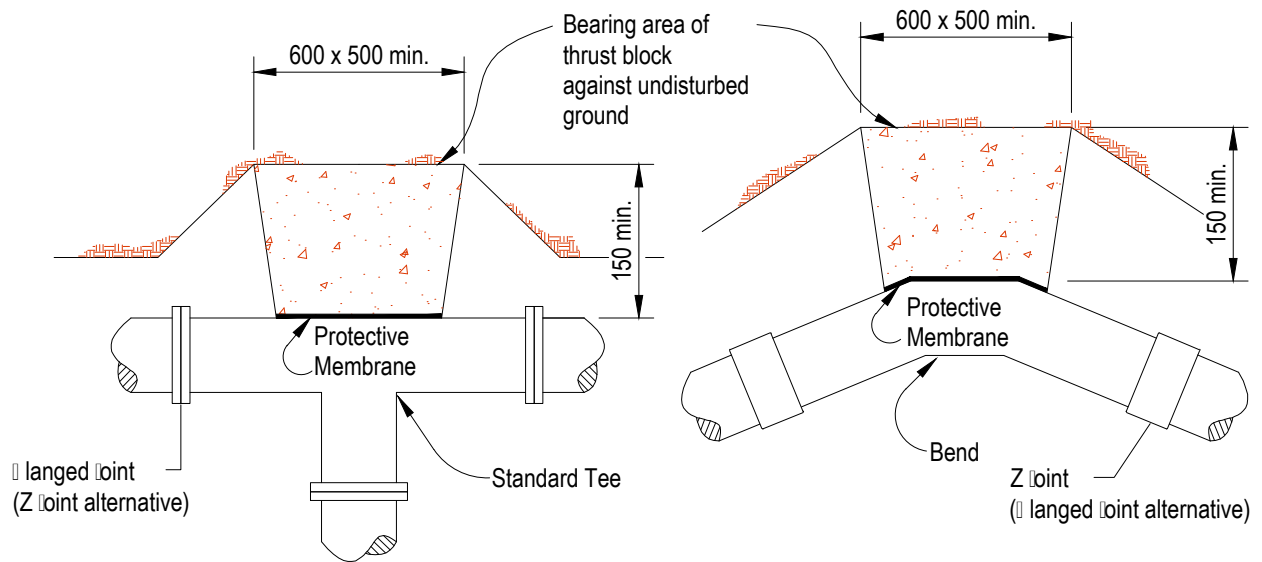 600 x 500 min.
Bearing area of
thrust block
against undisturbed
ground
600 x 500 min.
150 min.
150 min.
Protective
Membrane
Protective
Membrane
▯ langed ▯oint
(Z ▯oint alternative)
Standard Tee
Bend
Z ▯oint
(▯ langed ▯oint alternative)